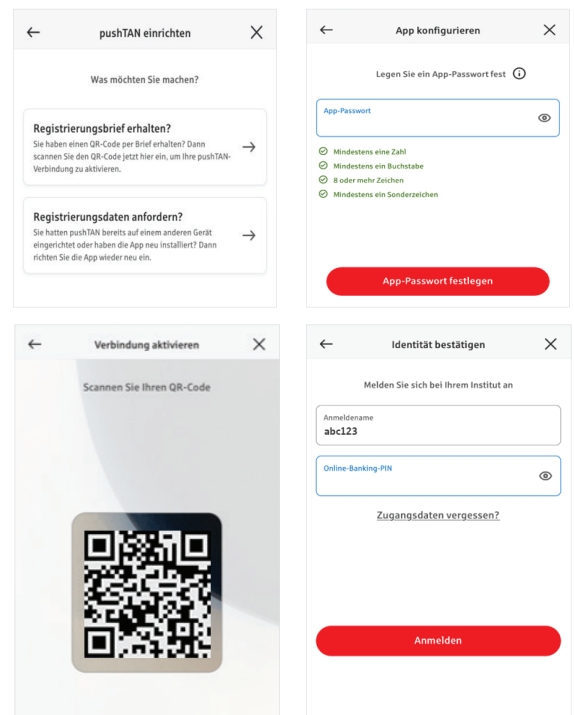 pushTAN einrichten
Was möchten Sie machen?
Registrierungsbrief erhalten?
Sie haben einen QR-Code per Brief erhalten? Dann
scannen Sie den QR-Code jetzt hier ein, um Ihre pushTAN-
Verbindung zu aktivieren.
Registrierungsdaten anfordern?
Sie hatten pushTAN bereits auf einem anderen Gerät
eingerichtet oder haben die App neu installiert? Dann
richten Sie die App wieder neu ein.
App konfigurieren
Legen Sie ein App-Passwort fest
App-Passwort
Mindestens eine Zahl
Mindestens ein Buchstabe
8 oder mehr Zeichen
Mindestens ein Sonderzeichen
App-Passwort festlegen
Verbindung aktivieren
Scannen Sie Ihren QR-Code
Identität bestätigen
Melden Sie sich bei Ihrem Institut an
Anmeldename
abc123
Online-Banking-PIN
Zugangsdaten vergessen?
Anmelden